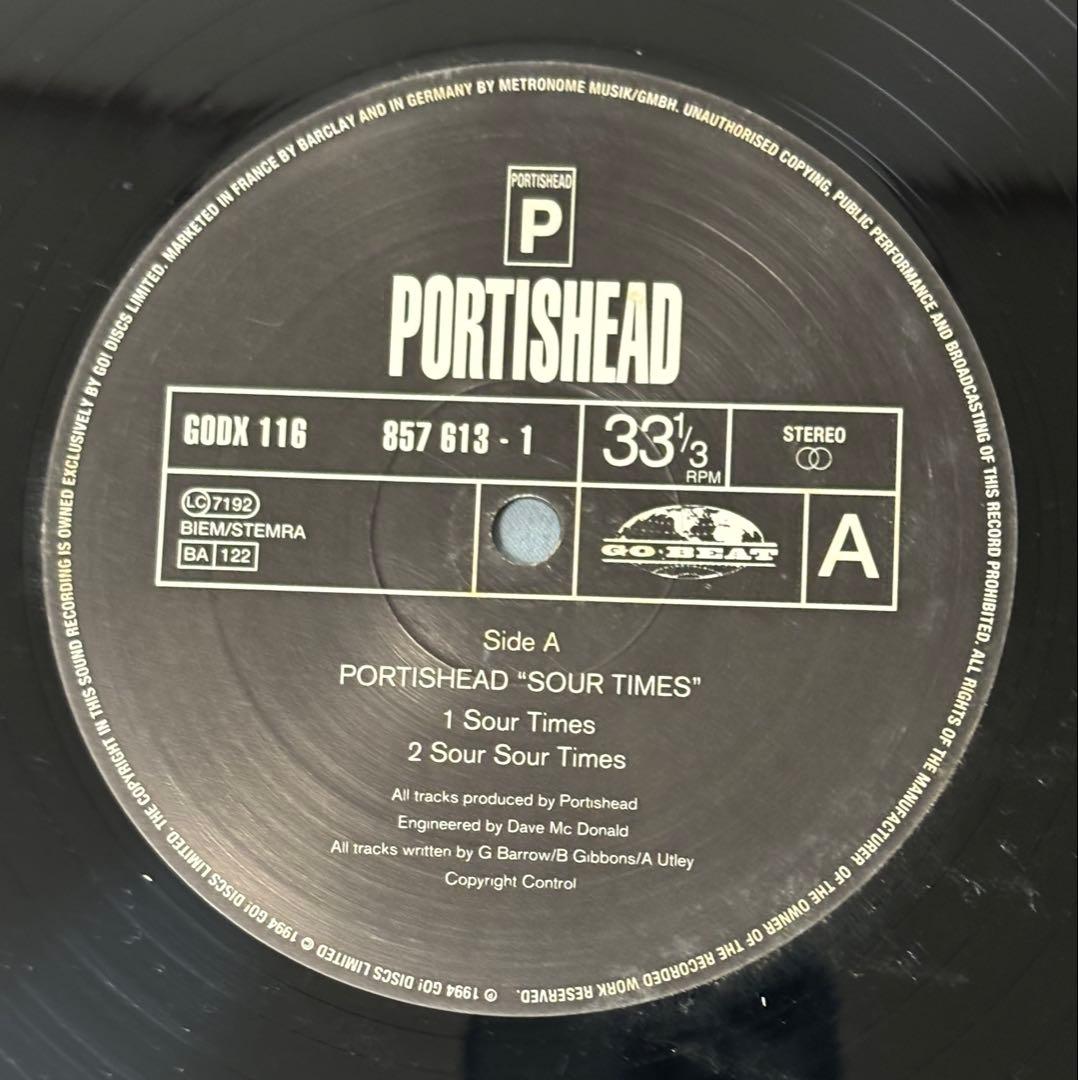 PORTISHEAD
P
PORTISHEAD
GODX 116 857 613 - 1
33 1/3 RPM
STEREO
LC 7192
BIEM/STEMRA
BA 122
GO·BEAT
A
Side A
PORTISHEAD “SOUR TIMES”
1 Sour Times
2 Sour Sour Times
All tracks produced by Portishead
Engineered by Dave Mc Donald
All tracks written by G Barrow/B Gibbons/A Utley
Copyright Control
℗ 1994 GO! DISCS LIMITED © 1994 GO! DISCS LIMITED. THE COPYRIGHT IN THIS SOUND RECORDING IS OWNED EXCLUSIVELY BY GO! DISCS LIMITED. MARKETED IN FRANCE BY BARCLAY AND IN GERMANY BY METRONOME MUSIK/GMBH. UNAUTHORISED COPYING, PUBLIC PERFORMANCE AND BROADCASTING OF THIS RECORD PROHIBITED. ALL RIGHTS OF THE MANUFACTURER OF THE OWNER OF THE RECORDED WORK RESERVED.